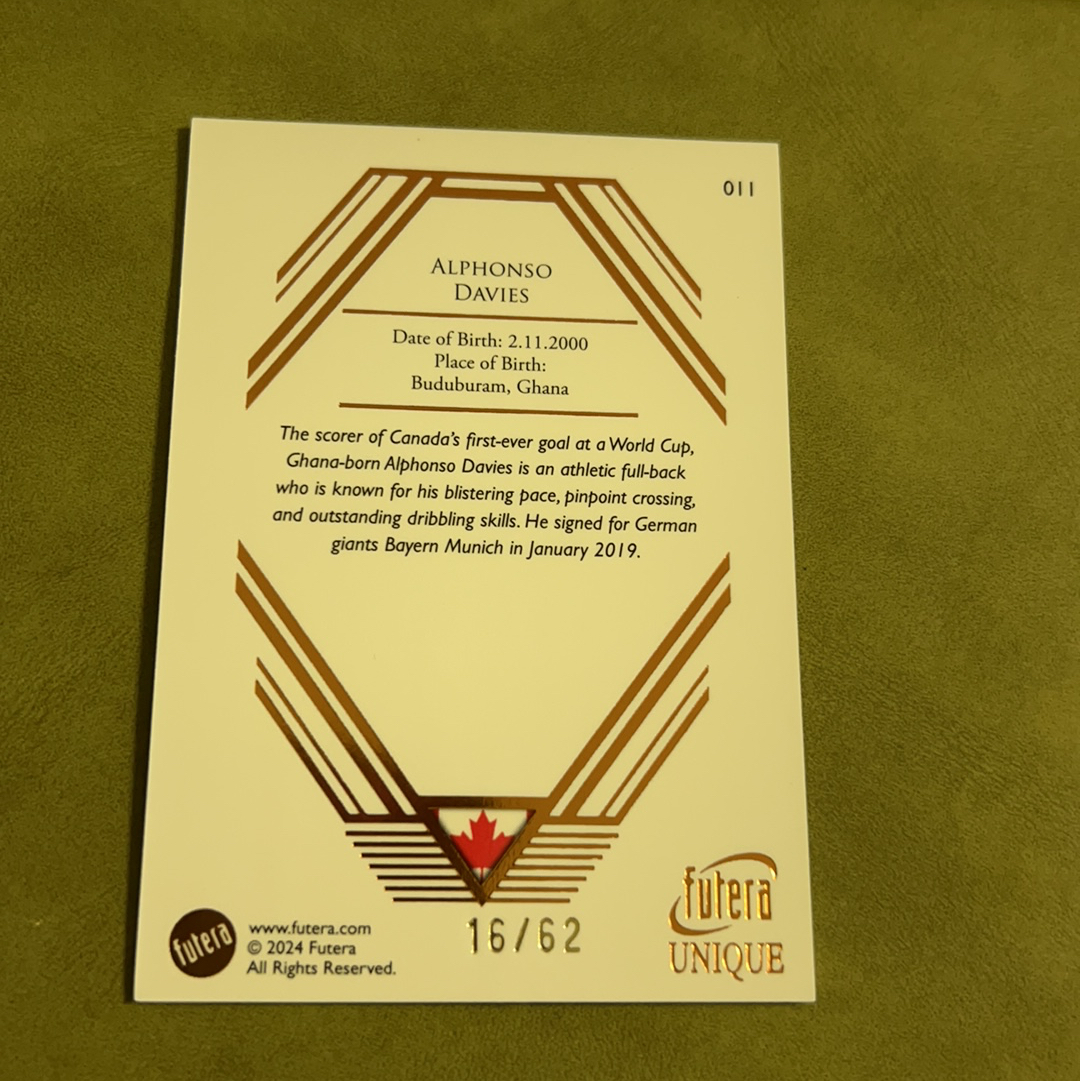 011
ALPHONSO
DAVIES
Date of Birth: 2.11.2000
Place of Birth:
Buduburam, Ghana
The scorer of Canada's first-ever goal at a World Cup,
Ghana-born Alphonso Davies is an athletic full-back
who is known for his blistering pace, pinpoint crossing,
and outstanding dribbling skills. He signed for German
giants Bayern Munich in January 2019.
futera
www.futera.com
© 2024 Futera
All Rights Reserved.
16/62
futera
UNIQUE